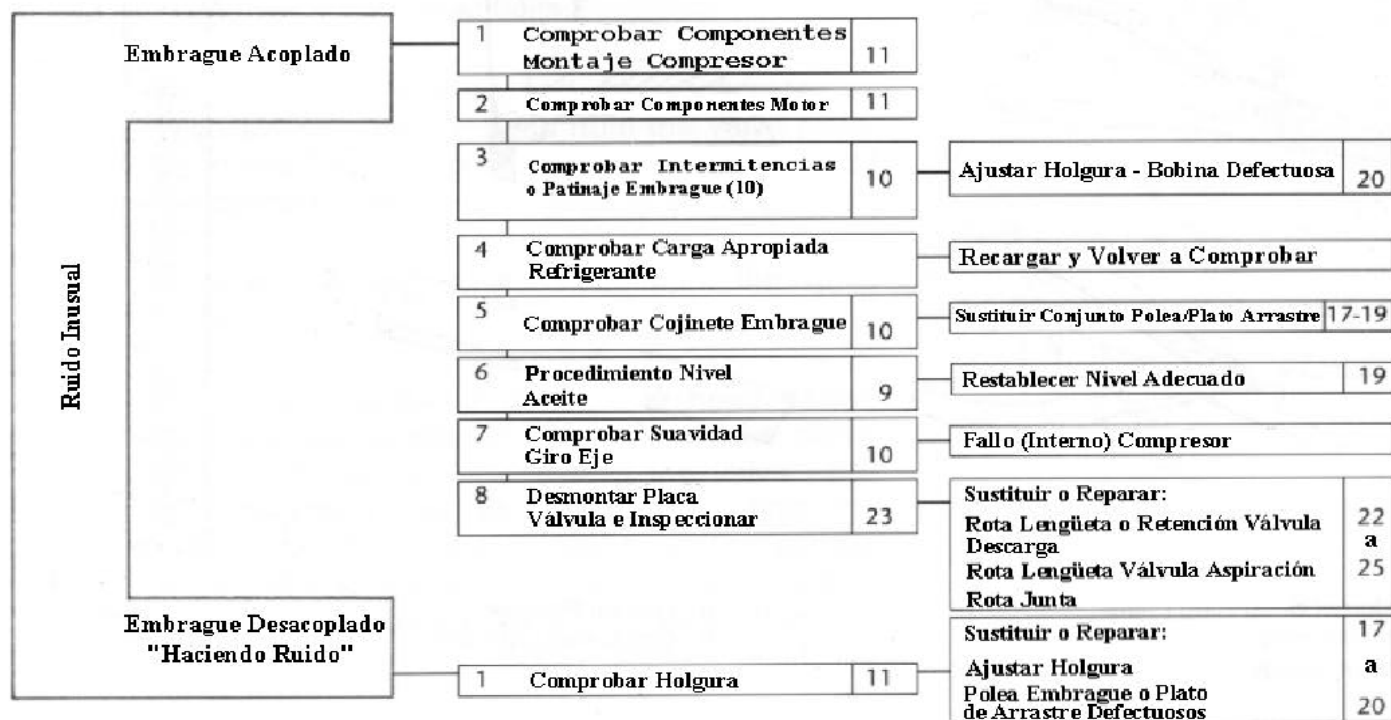 Ruido Inusual
Embrague Acoplado
1 Comprobar Componentes
Montaje Compresor 11
2 Comprobar Componentes Motor 11
3 Comprobar Intermitencias
o Patinaje Embrague (10) 10
Ajustar Holgura - Bobina Defectuosa 20
4 Comprobar Carga Apropiada
Refrigerante
Recargar y Volver a Comprobar
5 Comprobar Cojinete Embrague 10
Sustituir Conjunto Polea/Plato Arrastre 17-19
6 Procedimiento Nivel
Aceite 9
Restablecer Nivel Adecuado 19
7 Comprobar Suavidad
Giro Eje 10
Fallo (Interno) Compresor
8 Desmontar Placa
Válvula e Inspeccionar 23
Sustituir o Reparar:
Rota Lengüeta o Retención Válvula 22
Descarga a
Rota Lengüeta Válvula Aspiración 25
Rota Junta
Embrague Desacoplado
"Haciendo Ruido"
1 Comprobar Holgura 11
Sustituir o Reparar: 17
Ajustar Holgura a
Polea Embrague o Plato
de Arrastre Defectuosos 20